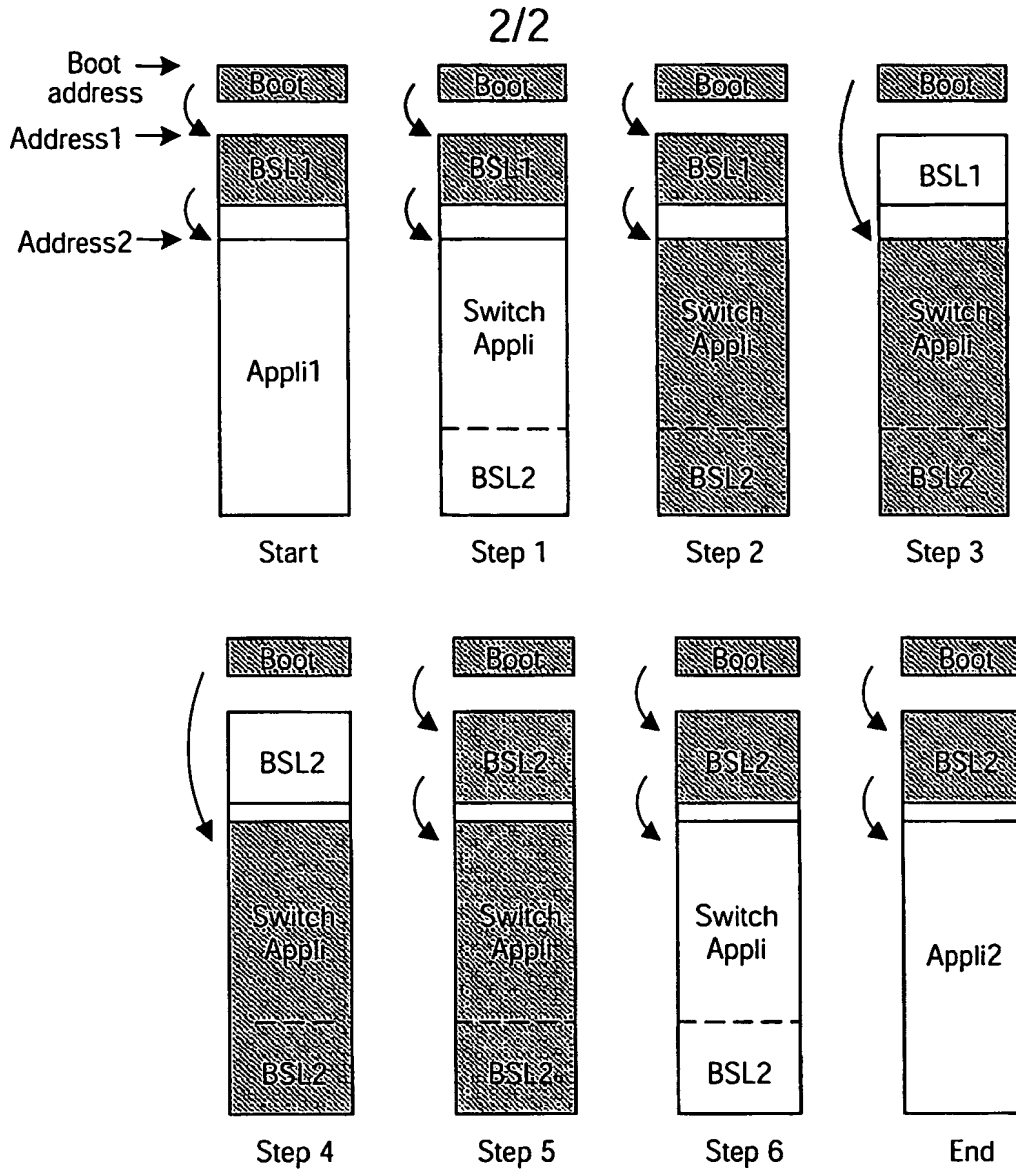 2/2
Boot
address
Boot
Boot
Boot
Boot
Address1
BSL1
BSL1
BSL1
BSL1
Address2
Appli1
Switch
Appli
Switch
Appli
Switch
Appli
BSL2
BSL2
BSL2
Start
Step 1
Step 2
Step 3
Boot
Boot
Boot
Boot
BSL2
BSL2
BSL2
BSL2
Switch
Appli
Switch
Appli
Switch
Appli
Appli2
BSL2
BSL2
BSL2
Step 4
Step 5
Step 6
End